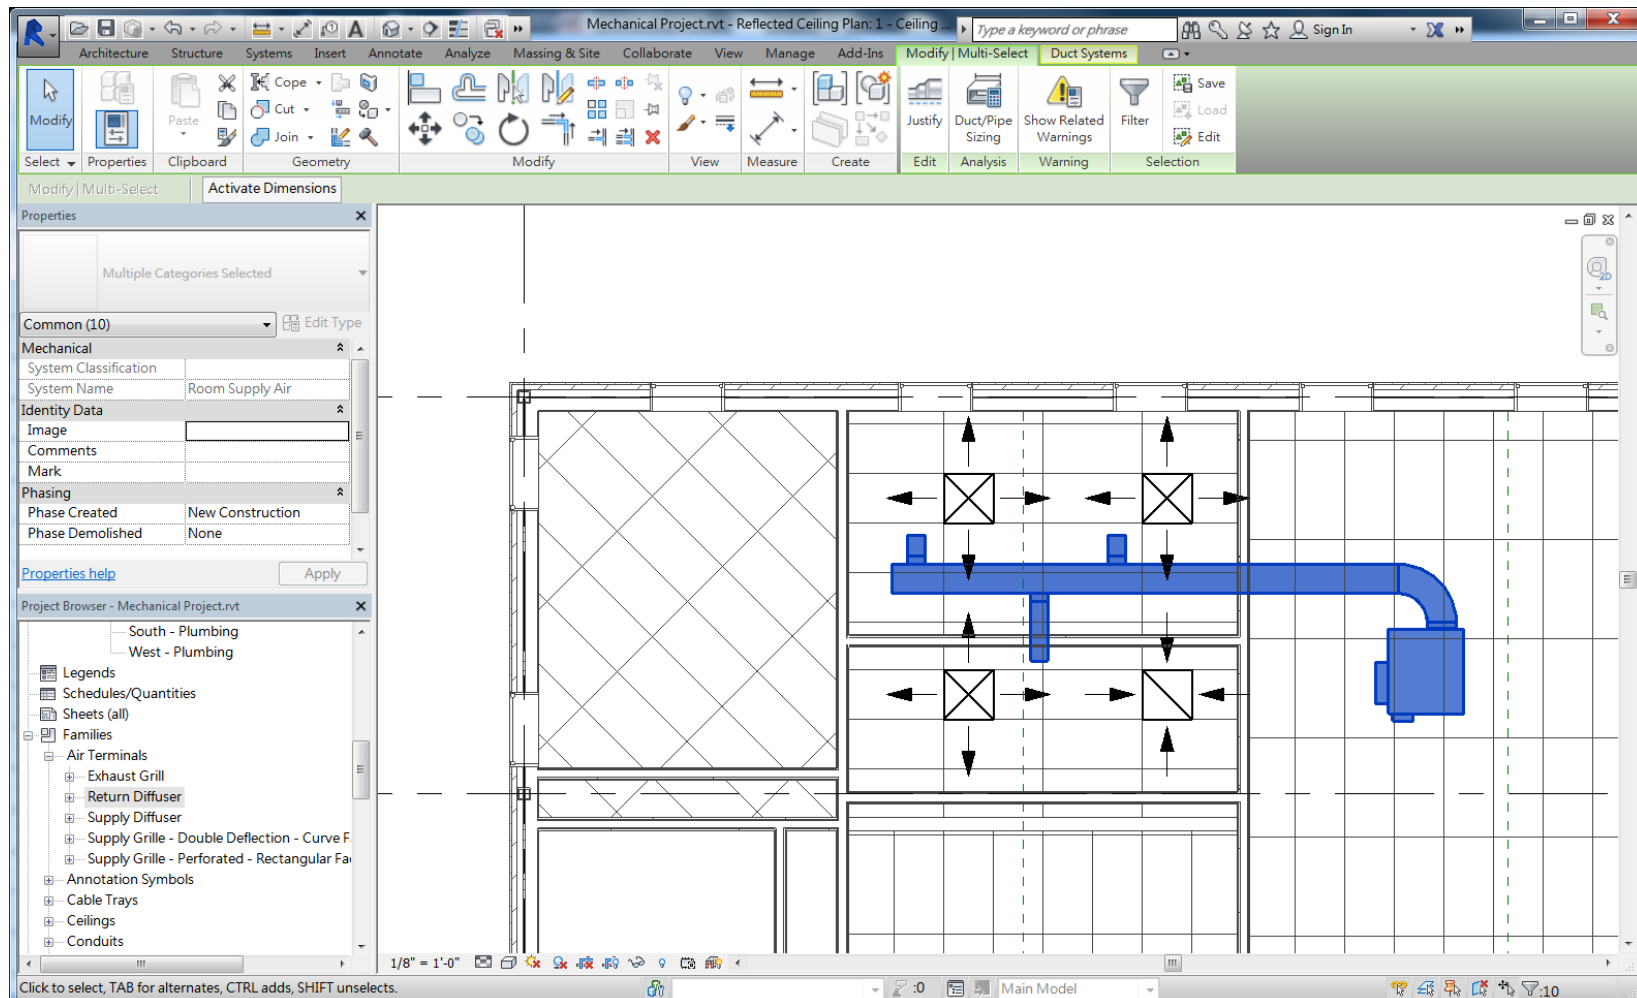 Mechanical Project.rvt - Reflected Ceiling Plan: 1 - Ceiling ...
Type a keyword or phrase
Sign In
Architecture Structure Systems Insert Annotate Analyze Massing & Site Collaborate View Manage Add-Ins Modify | Multi-Select Duct Systems
Modify
Paste
Cope
Cut
Join
Justify
Duct/Pipe
Sizing
Show Related
Warnings
Filter
Save
Load
Edit
Select Properties Clipboard Geometry Modify View Measure Create Edit Analysis Warning Selection
Modify | Multi-Select
Activate Dimensions
Properties
Multiple Categories Selected
Common (10)
Edit Type
Mechanical
System Classification
System Name Room Supply Air
Identity Data
Image
Comments
Mark
Phasing
Phase Created New Construction
Phase Demolished None
Properties help
Apply
2D
Project Browser - Mechanical Project.rvt
South - Plumbing
West - Plumbing
Legends
Schedules/Quantities
Sheets (all)
Families
Air Terminals
Exhaust Grill
Return Diffuser
Supply Diffuser
Supply Grille - Double Deflection - Curve F
Supply Grille - Perforated - Rectangular Fa
Annotation Symbols
Cable Trays
Ceilings
Conduits
1/8" = 1'-0"
Click to select, TAB for alternates, CTRL adds, SHIFT unselects.
:0
Main Model
:10